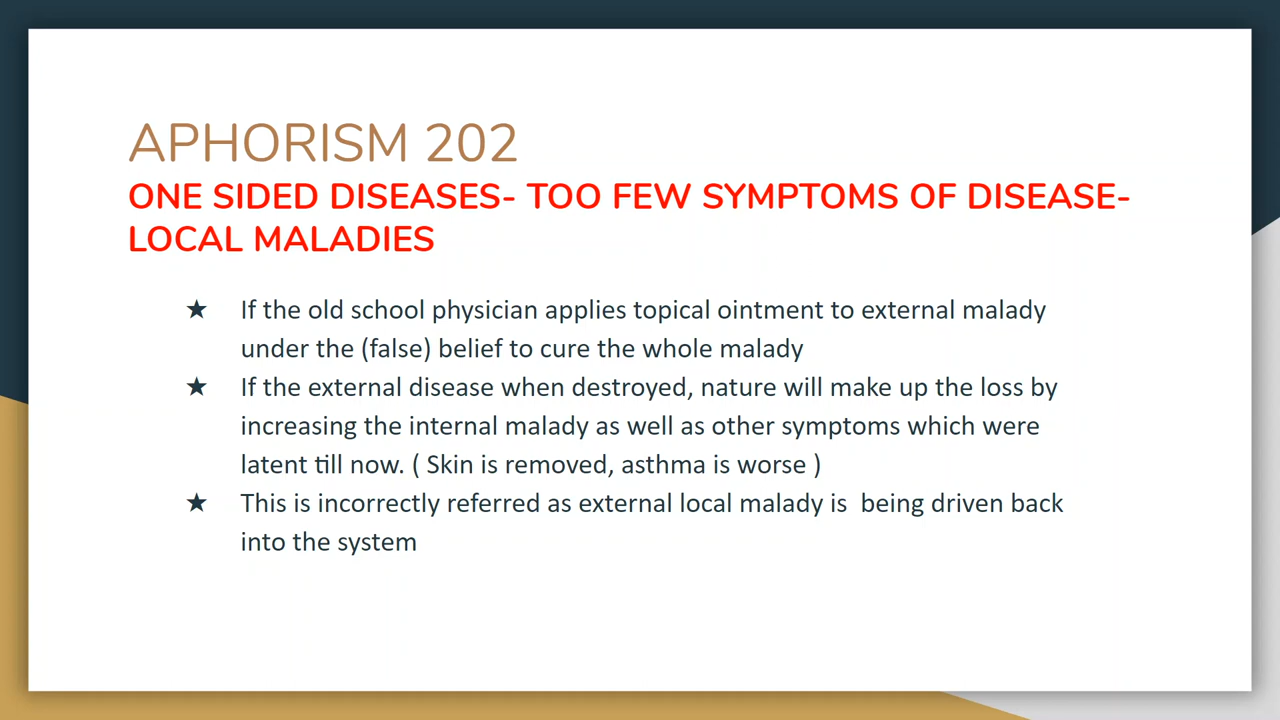 APHORISM 202
ONE SIDED DISEASES- TOO FEW SYMPTOMS OF DISEASE-
LOCAL MALADIES
★ If the old school physician applies topical ointment to external malady
under the (false) belief to cure the whole malady
★ If the external disease when destroyed, nature will make up the loss by
increasing the internal malady as well as other symptoms which were
latent till now. ( Skin is removed, asthma is worse )
★ This is incorrectly referred as external local malady is  being driven back
into the system